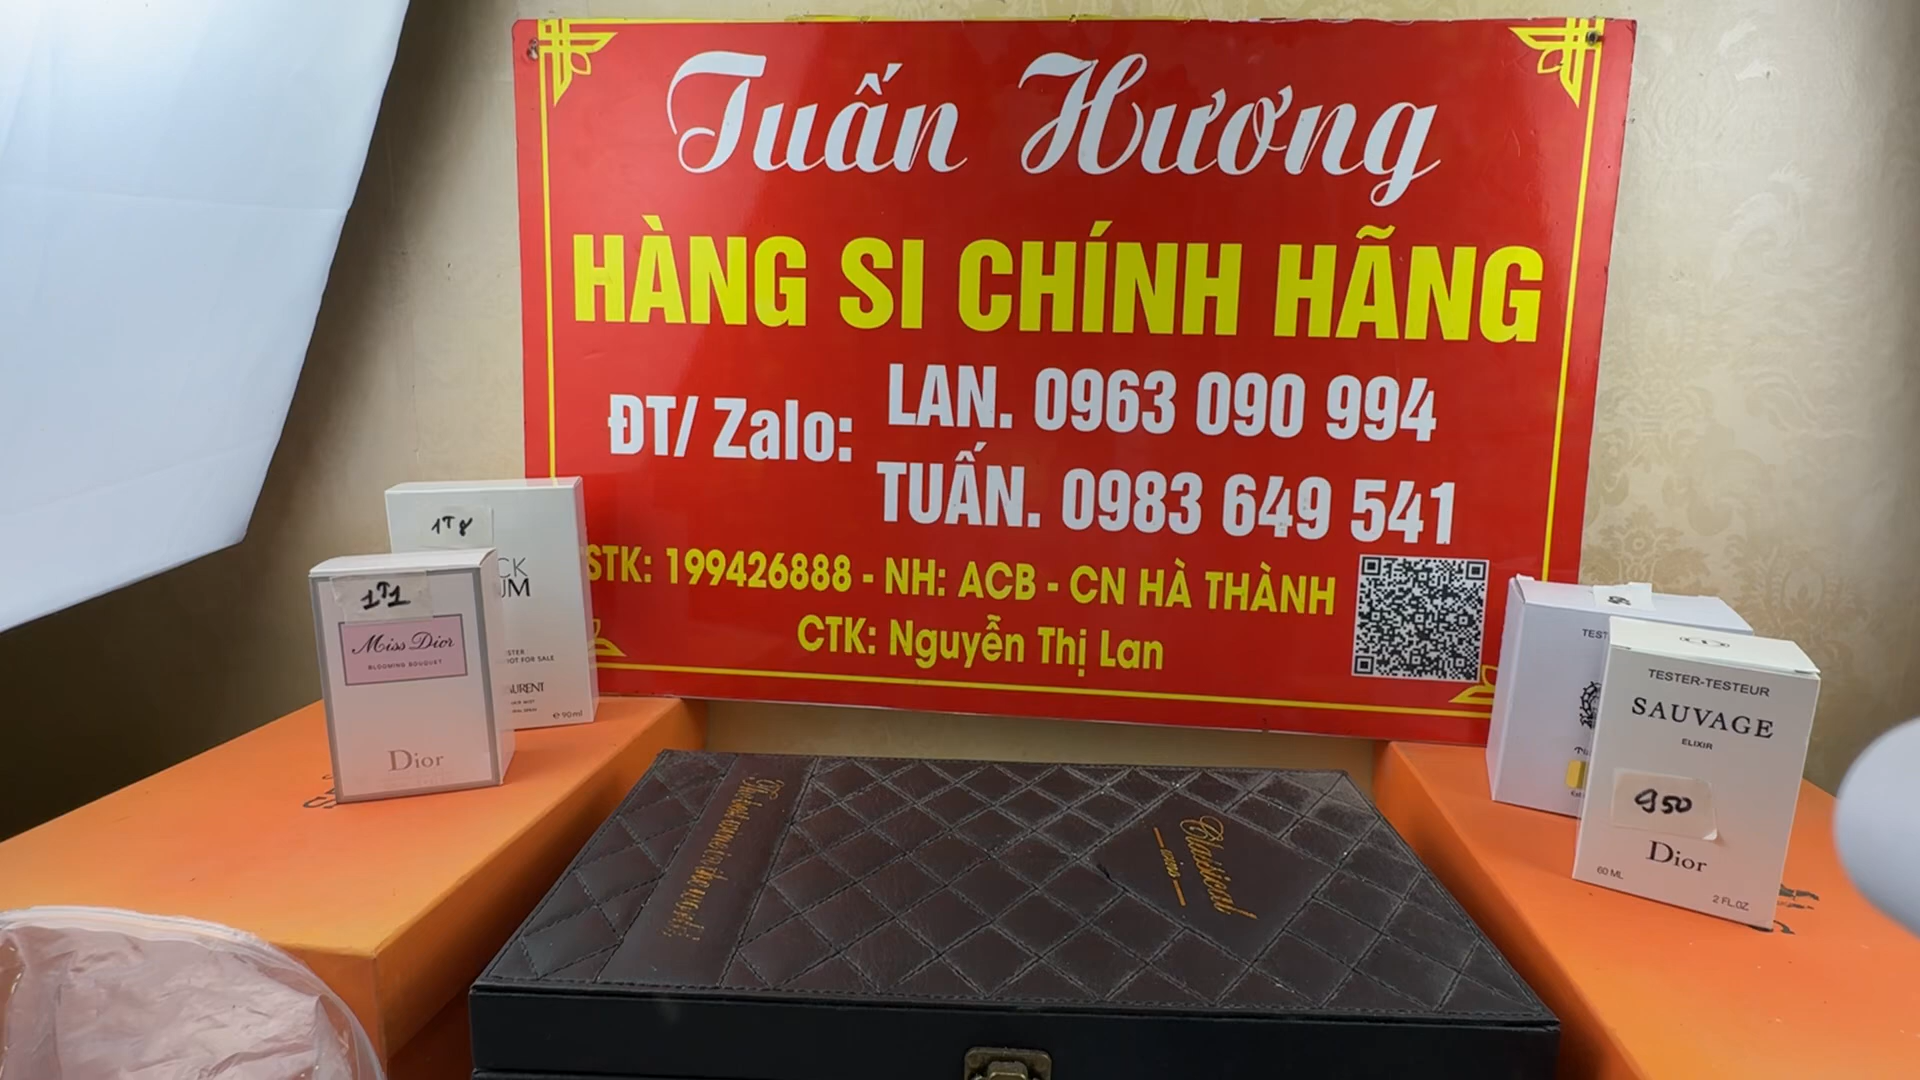 Tuấn Hương
HÀNG SI CHÍNH HÃNG
ĐT/ Zalo:
LAN. 0963 090 994
TUẤN. 0983 649 541
STK: 199426888 - NH: ACB - CN HÀ THÀNH
CTK: Nguyễn Thị Lan
1T8
90ml
1T1
Miss Dior
BLOOMING BOUQUET
Dior
TESTER-TESTEUR
SAUVAGE
ELIXIR
950
Dior
60 ML
2 FL.OZ
Classical